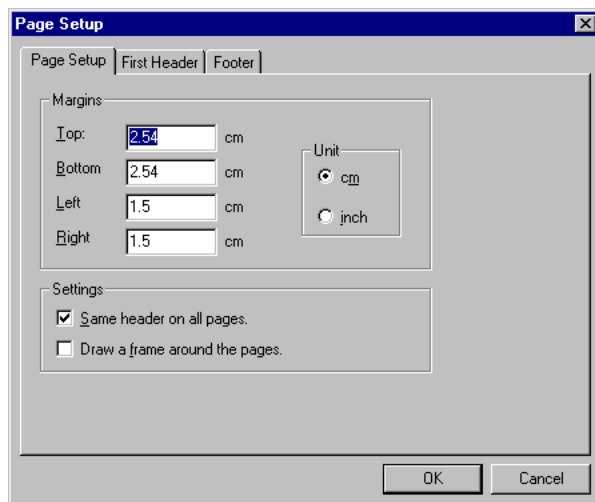 Page Setup
Page Setup First Header Footer
Margins
Top: 2.54 cm
Bottom 2.54 cm
Left 1.5 cm
Right 1.5 cm
Unit
cm
inch
Settings
Same header on all pages.
Draw a frame around the pages.
OK Cancel